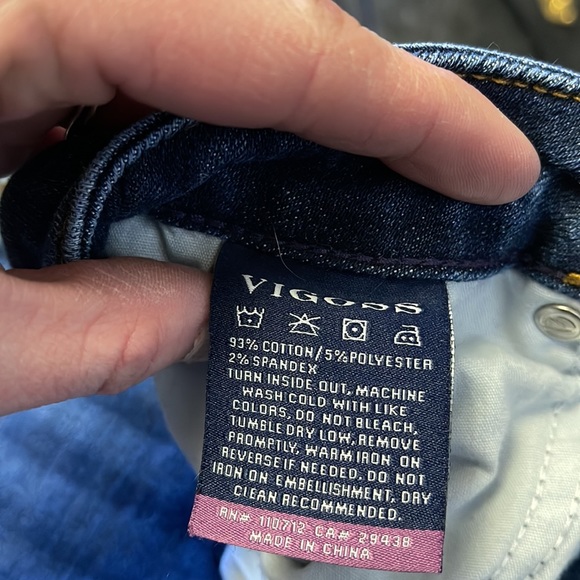 VIGOSS
93% COTTON/5%POLYESTER
2% SPANDEX
TURN INSIDE OUT, MACHINE
WASH COLD WITH LIKE
COLORS, DO NOT BLEACH,
TUMBLE DRY LOW, REMOVE
PROMPTLY, WARM IRON ON
REVERSE IF NEEDED. DO NOT
IRON ON EMBELLISHMENT, DRY
CLEAN RECOMMENDED.
RN# 110712 CA# 29438
MADE IN CHINA